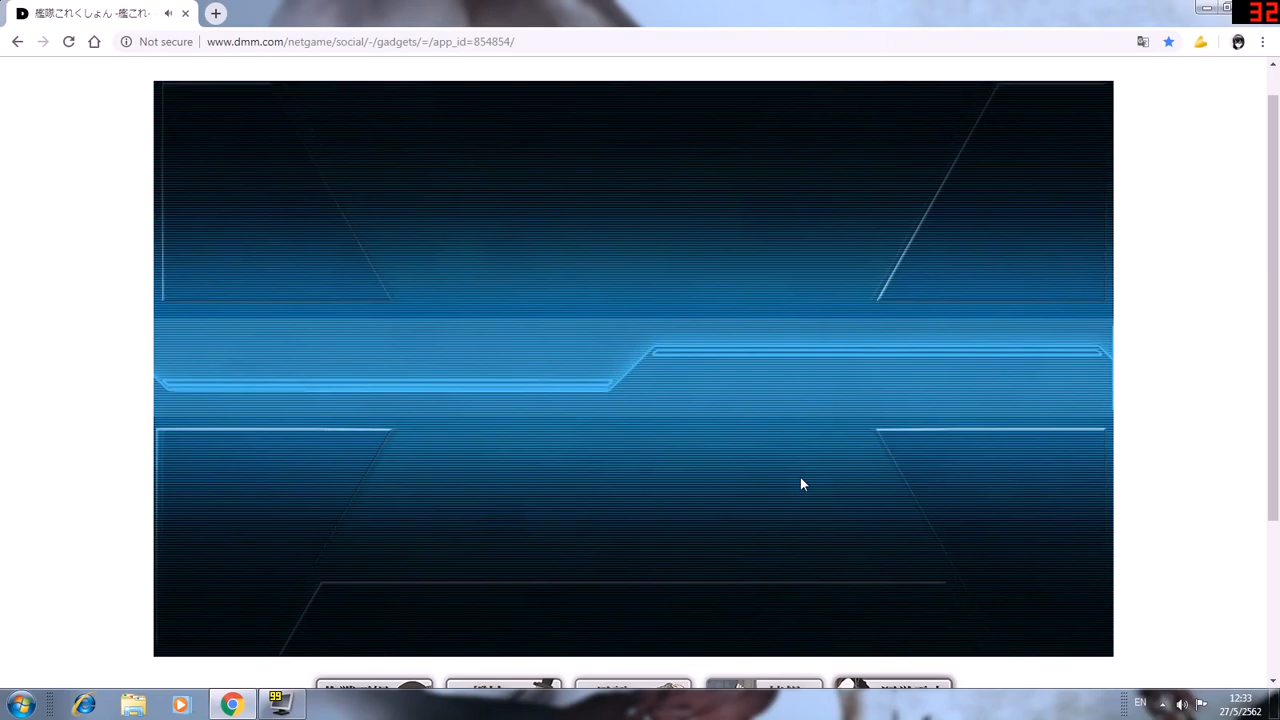 艦隊これくしょん -艦これ-
32
Not secure
www.dmm.com/netgame/social/-/gadgets/=/app_id=854854/
99
EN
12:33
27/5/2562